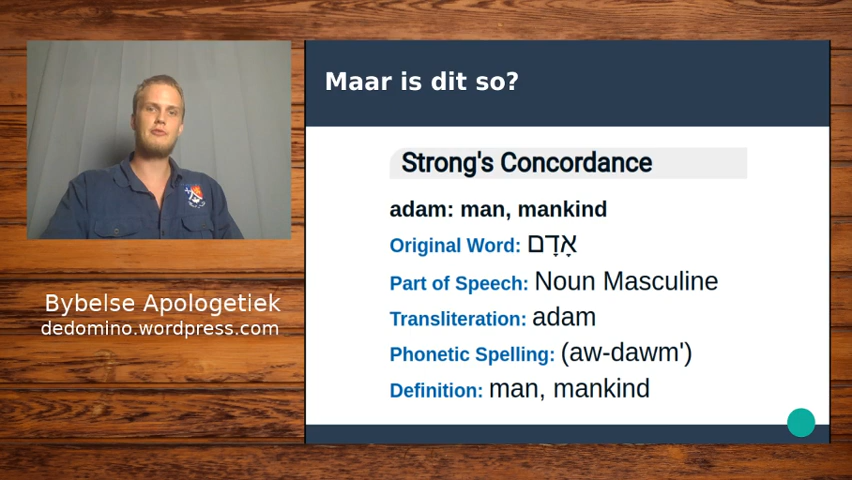 Maar is dit so?
Strong's Concordance
adam: man, mankind
Original Word: אָדָם
Part of Speech: Noun Masculine
Transliteration: adam
Phonetic Spelling: (aw-dawm')
Definition: man, mankind
Bybelse Apologetiek
dedomino.wordpress.com